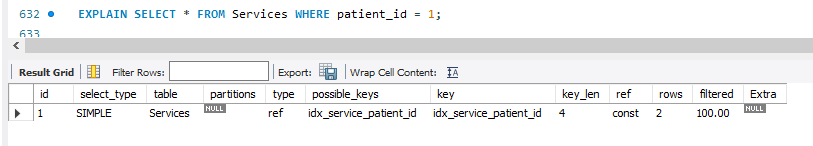 632 EXPLAIN SELECT * FROM Services WHERE patient_id = 1;
633
Result Grid Filter Rows: Export: Wrap Cell Content: IA
id select_type table partitions type possible_keys key key_len ref rows filtered Extra
1 SIMPLE Services NULL ref idx_service_patient_id idx_service_patient_id 4 const 2 100.00 NULL